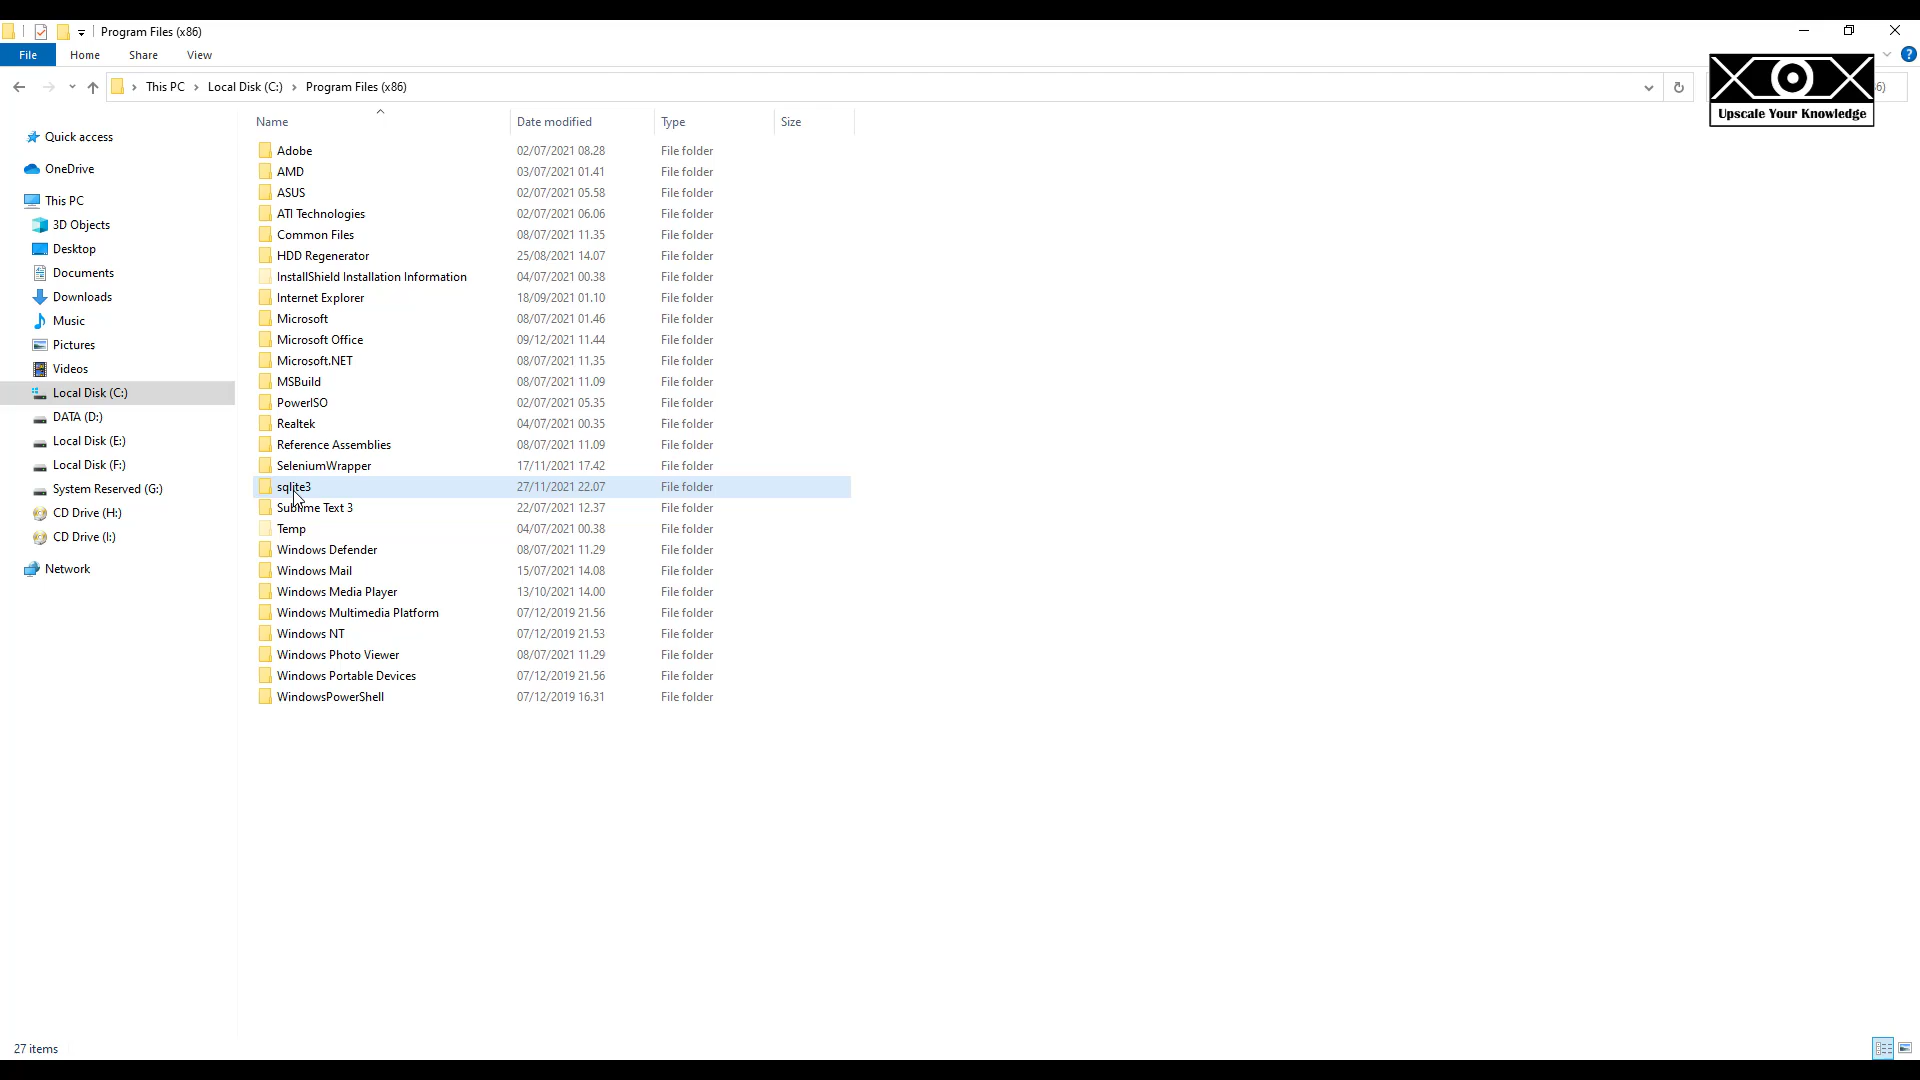 Program Files (x86)
File Home Share View
This PC Local Disk (C:) Program Files (x86)
XOX
Upscale Your Knowledge
Name Date modified Type Size
Quick access
OneDrive
This PC
3D Objects
Desktop
Documents
Downloads
Music
Pictures
Videos
Local Disk (C:)
DATA (D:)
Local Disk (E:)
Local Disk (F:)
System Reserved (G:)
CD Drive (H:)
CD Drive (I:)
Network
Adobe 02/07/2021 08.28 File folder
AMD 03/07/2021 01.41 File folder
ASUS 02/07/2021 05.58 File folder
ATI Technologies 02/07/2021 06.06 File folder
Common Files 08/07/2021 11.35 File folder
HDD Regenerator 25/08/2021 14.07 File folder
InstallShield Installation Information 04/07/2021 00.38 File folder
Internet Explorer 18/09/2021 01.10 File folder
Microsoft 08/07/2021 01.46 File folder
Microsoft Office 09/12/2021 11.44 File folder
Microsoft.NET 08/07/2021 11.35 File folder
MSBuild 08/07/2021 11.09 File folder
PowerISO 02/07/2021 05.35 File folder
Realtek 04/07/2021 00.35 File folder
Reference Assemblies 08/07/2021 11.09 File folder
SeleniumWrapper 17/11/2021 17.42 File folder
sqlite3 27/11/2021 22.07 File folder
Sublime Text 3 22/07/2021 12.37 File folder
Temp 04/07/2021 00.38 File folder
Windows Defender 08/07/2021 11.29 File folder
Windows Mail 15/07/2021 14.08 File folder
Windows Media Player 13/10/2021 14.00 File folder
Windows Multimedia Platform 07/12/2019 21.56 File folder
Windows NT 07/12/2019 21.53 File folder
Windows Photo Viewer 08/07/2021 11.29 File folder
Windows Portable Devices 07/12/2019 21.56 File folder
WindowsPowerShell 07/12/2019 16.31 File folder
27 items